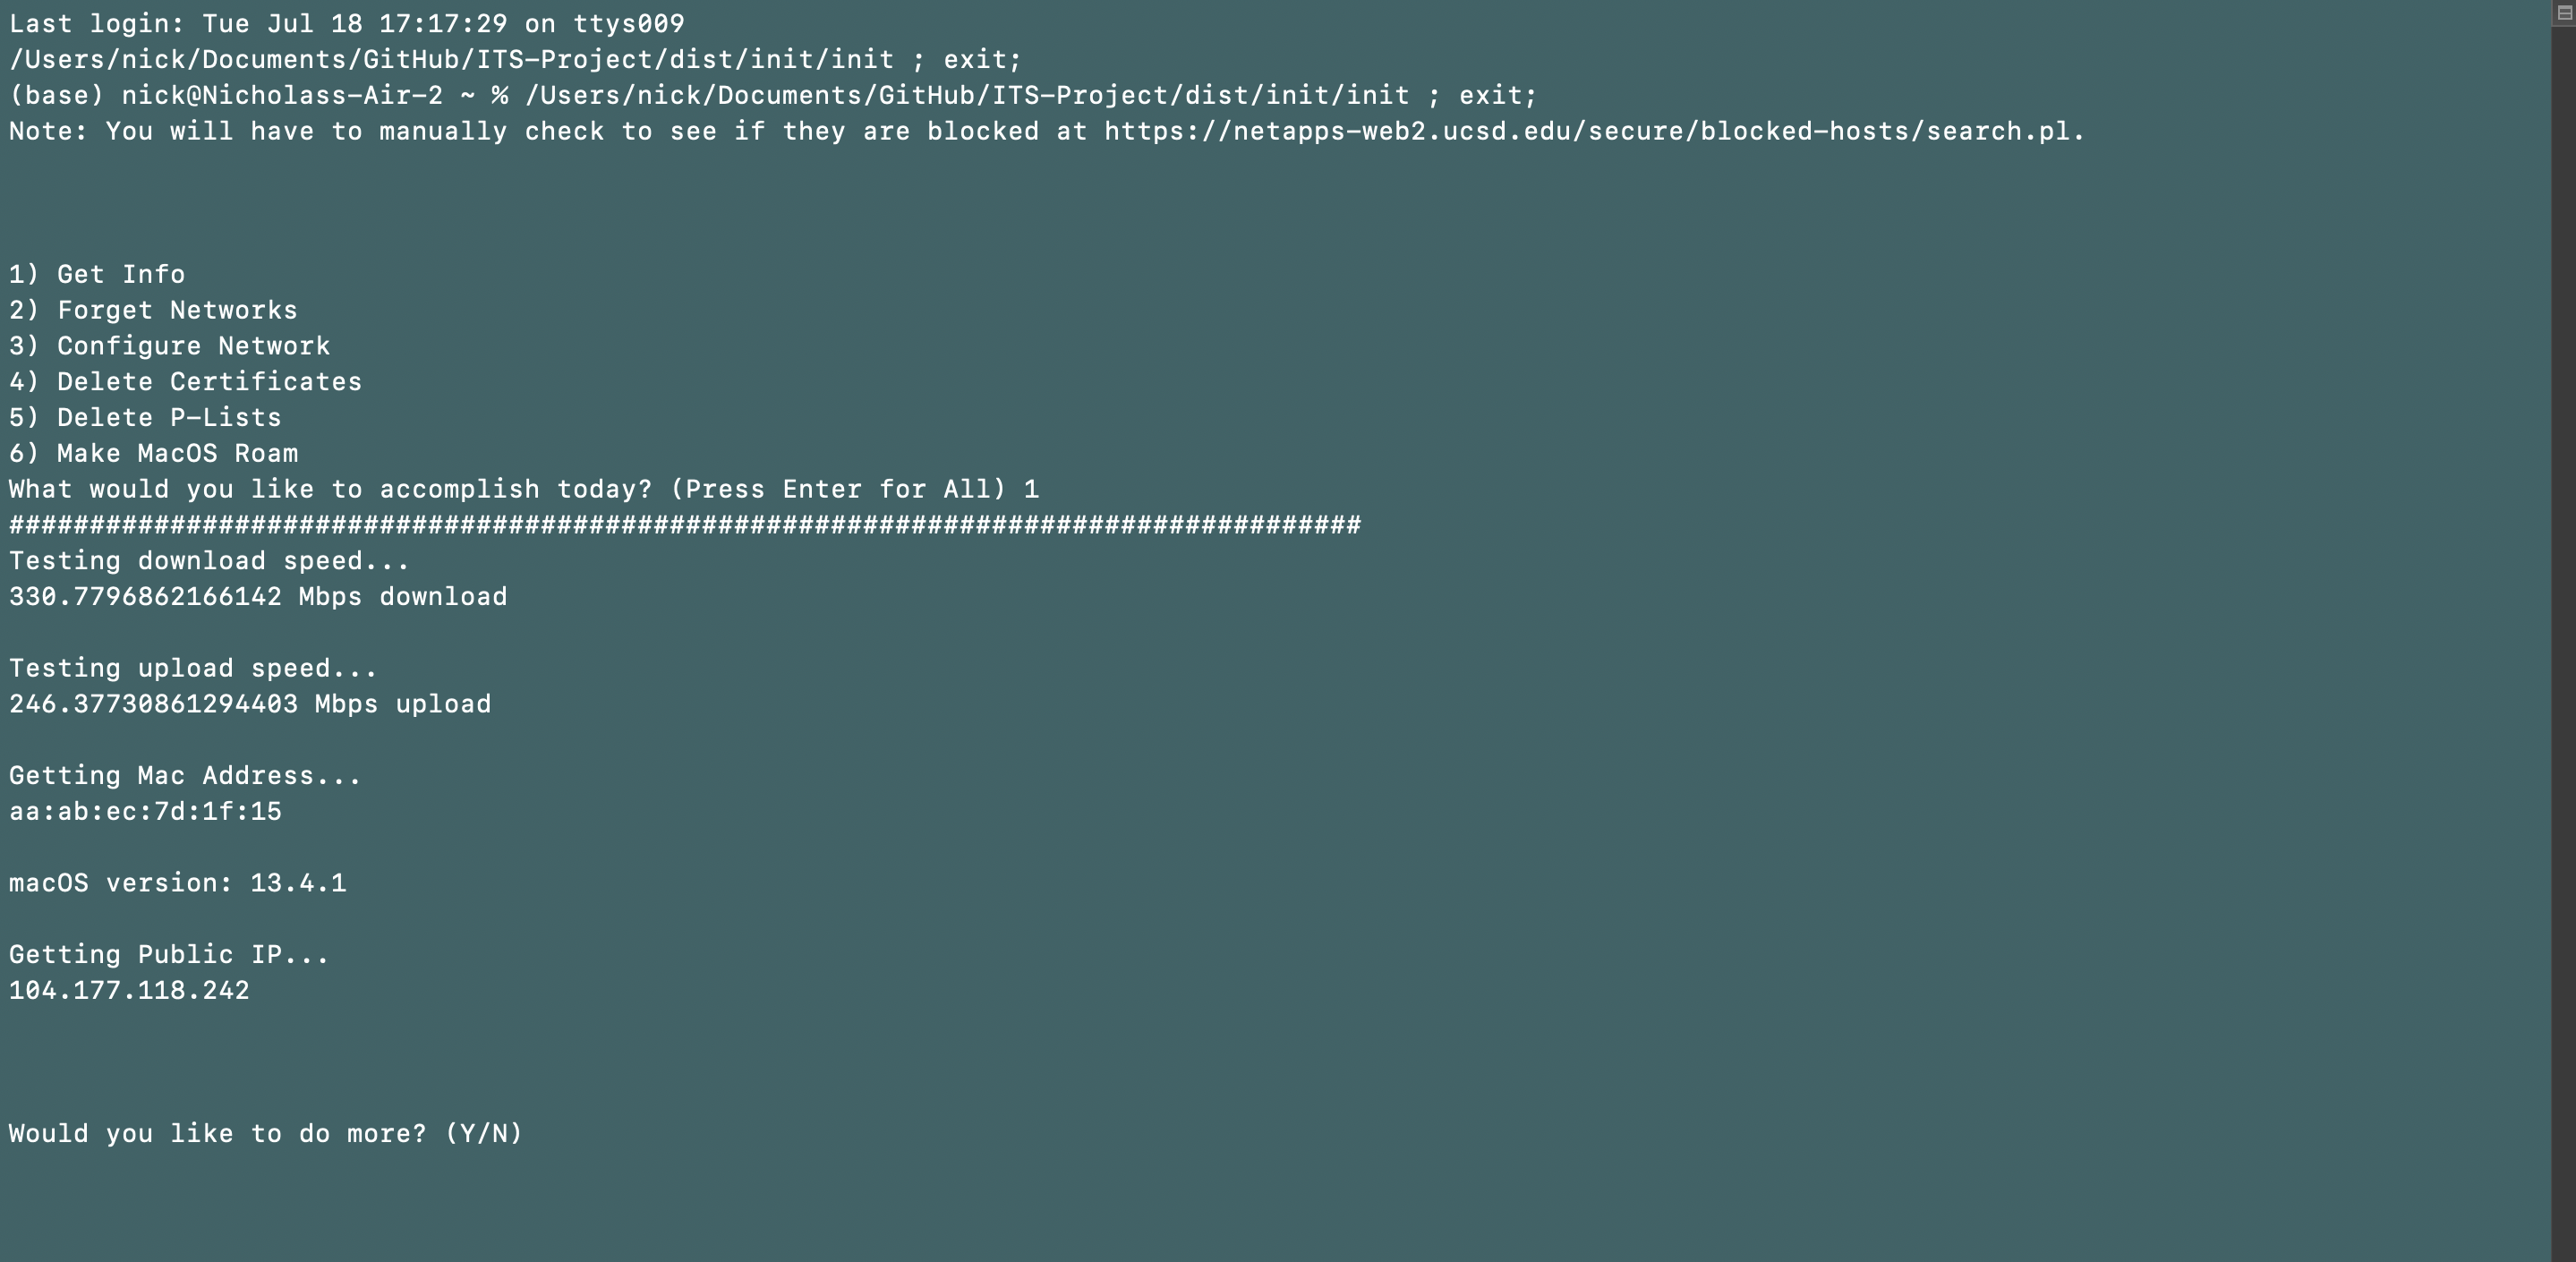 Last login: Tue Jul 18 17:17:29 on ttys009
/Users/nick/Documents/GitHub/ITS-Project/dist/init/init ; exit;
(base) nick@Nicholass-Air-2 ~ % /Users/nick/Documents/GitHub/ITS-Project/dist/init/init ; exit;
Note: You will have to manually check to see if they are blocked at https://netapps-web2.ucsd.edu/secure/blocked-hosts/search.pl.
1) Get Info
2) Forget Networks
3) Configure Network
4) Delete Certificates
5) Delete P-Lists
6) Make MacOS Roam
What would you like to accomplish today? (Press Enter for All) 1
####################################################################################
Testing download speed...
330.7796862166142 Mbps download
Testing upload speed...
246.37730861294403 Mbps upload
Getting Mac Address...
aa:ab:ec:7d:1f:15
macOS version: 13.4.1
Getting Public IP...
104.177.118.242
Would you like to do more? (Y/N)